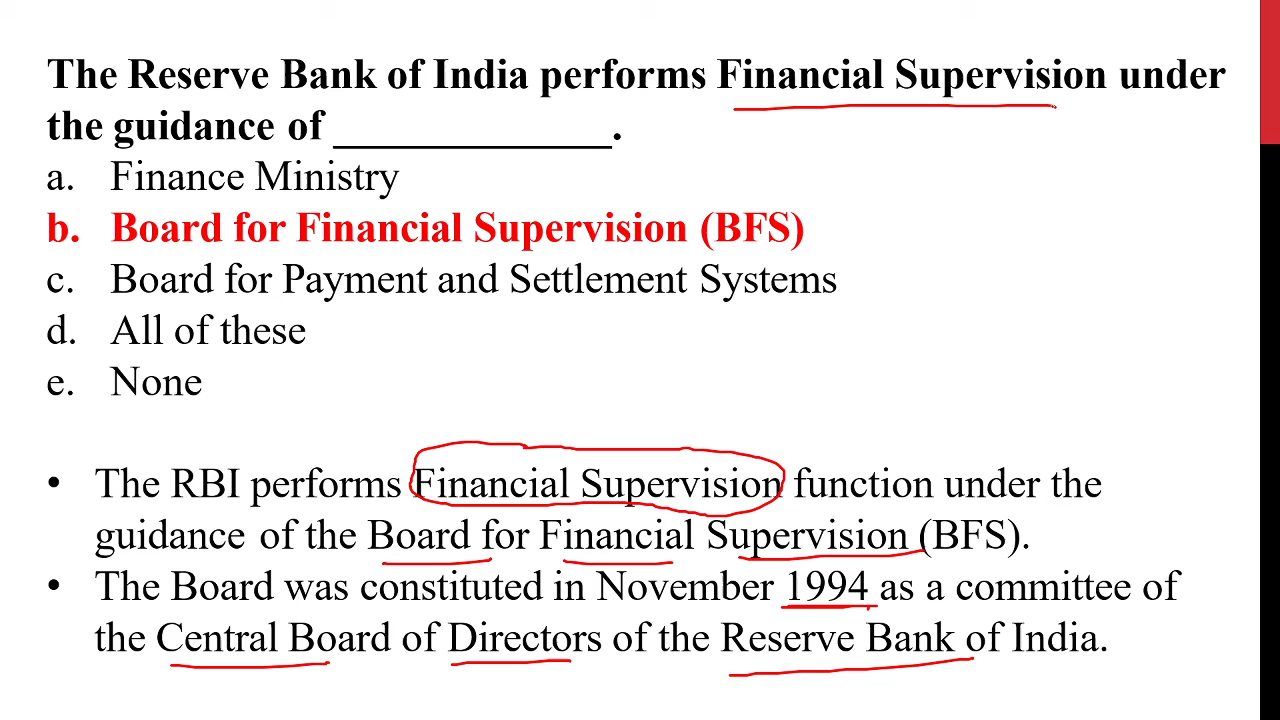 The Reserve Bank of India performs Financial Supervision under
the guidance of _____________.
a. Finance Ministry
b. Board for Financial Supervision (BFS)
c. Board for Payment and Settlement Systems
d. All of these
e. None
• The RBI performs Financial Supervision function under the
guidance of the Board for Financial Supervision (BFS).
• The Board was constituted in November 1994 as a committee of
the Central Board of Directors of the Reserve Bank of India.